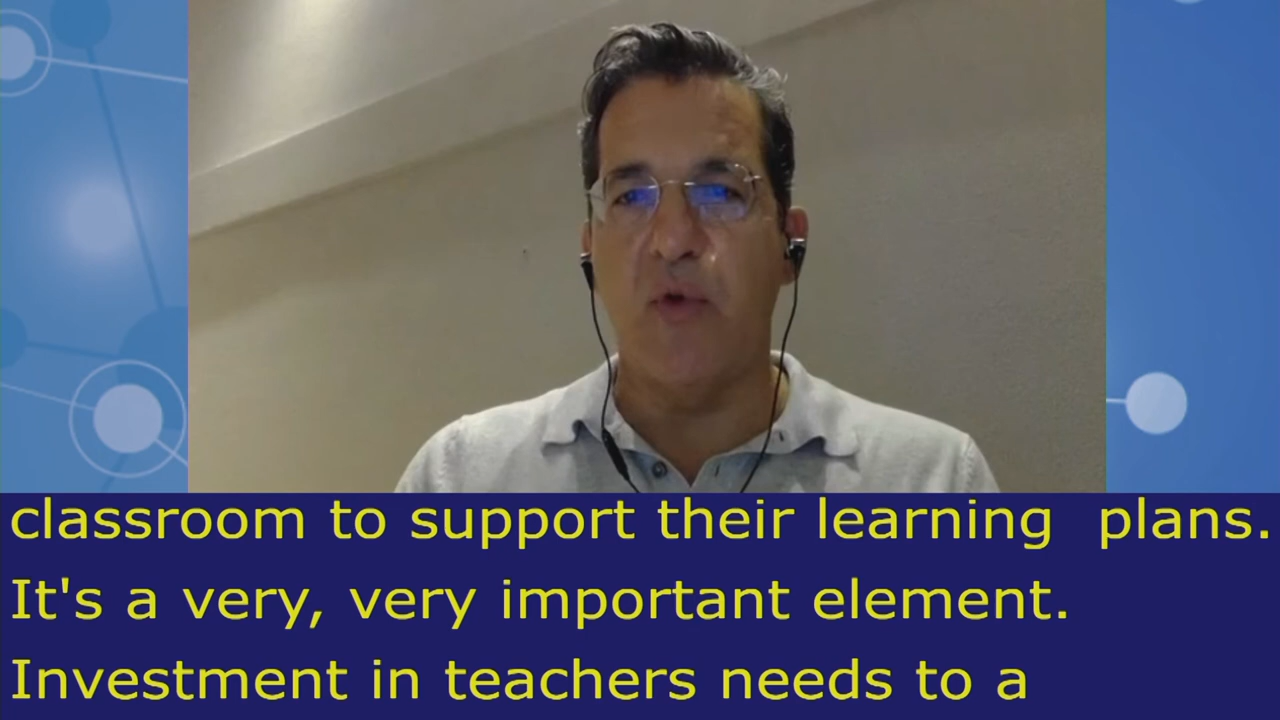 classroom to support their learning  plans.
It's a very, very important element.
Investment in teachers needs to a